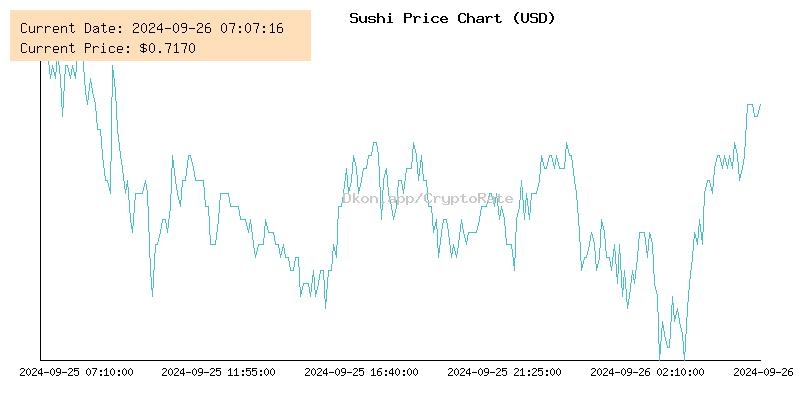 Sushi Price Chart (USD)
Current Date: 2024-09-26 07:07:16
Current Price: $0.7170
0kon.app/CryptoRate
2024-09-25 07:10:00
2024-09-25 11:55:00
2024-09-25 16:40:00
2024-09-25 21:25:00
2024-09-26 02:10:00
2024-09-26